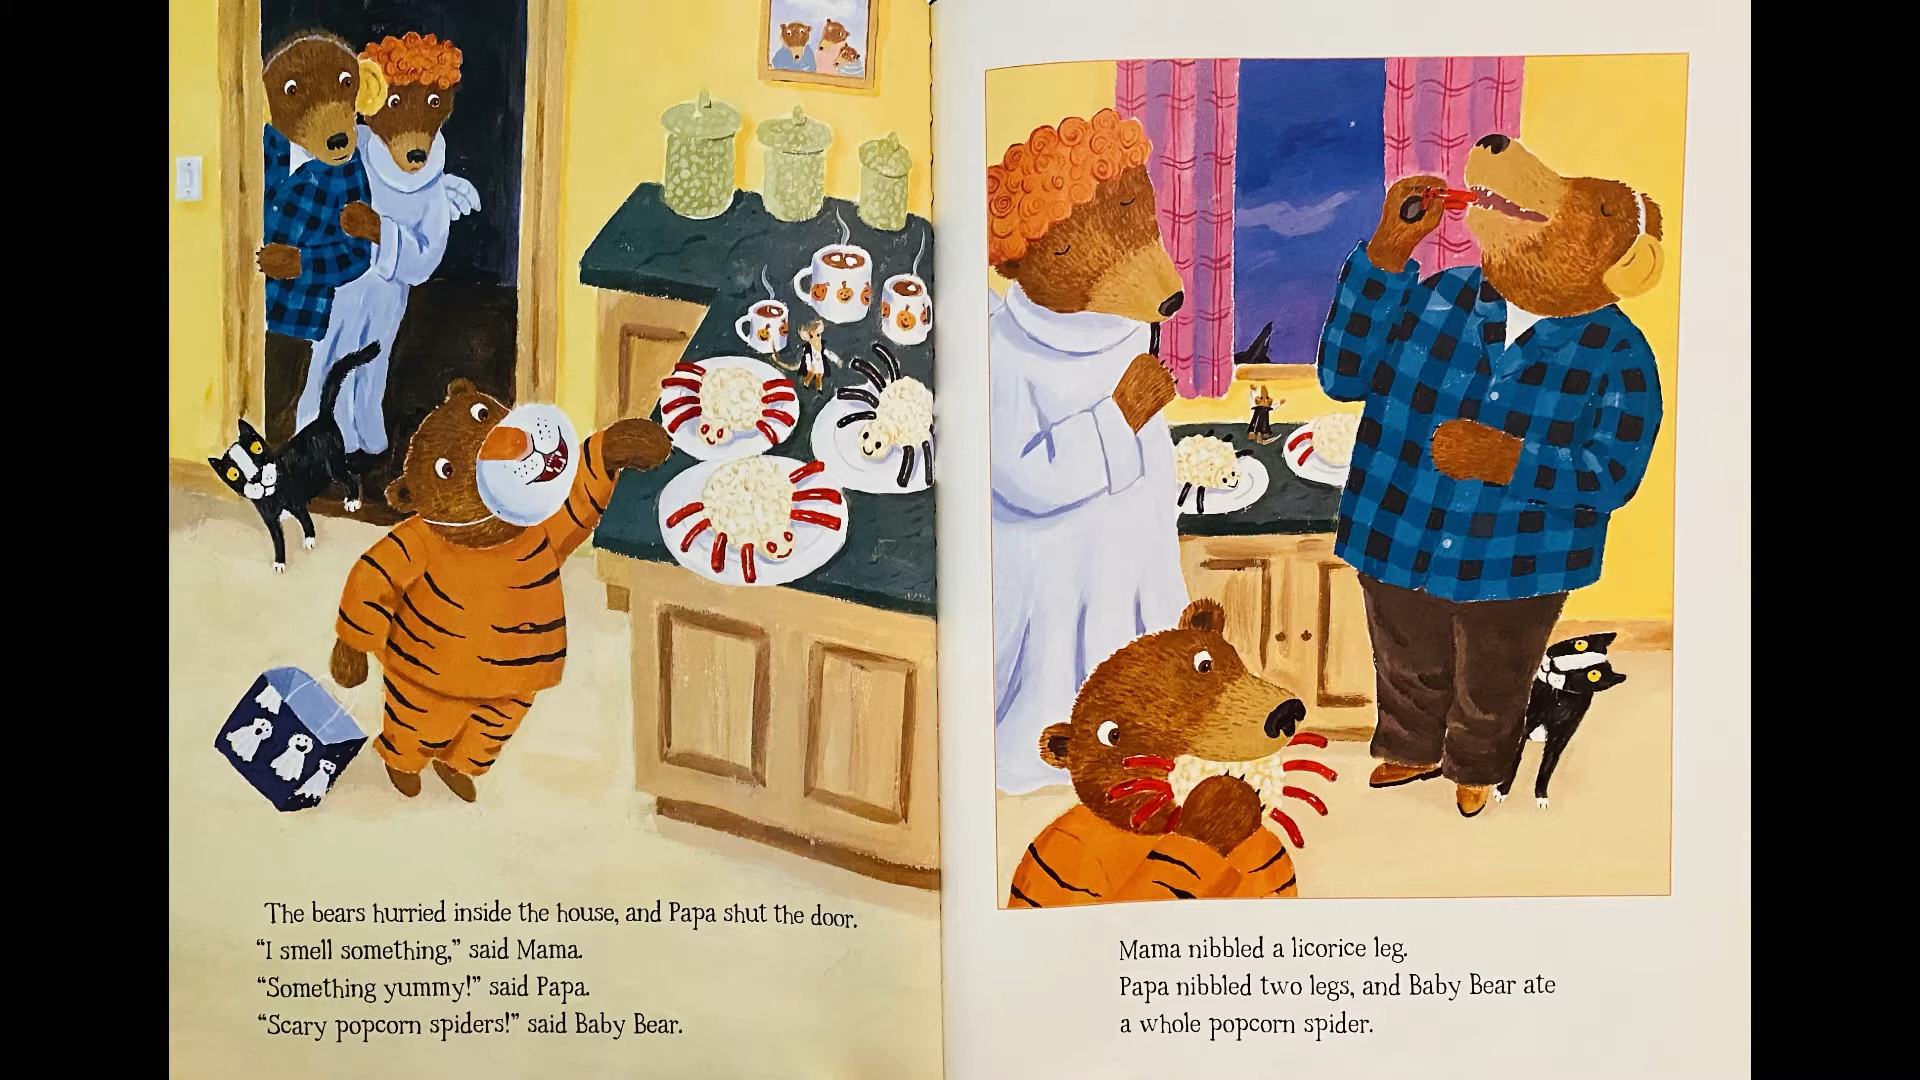 The bears hurried inside the house, and Papa shut the door.
“I smell something,” said Mama.
“Something yummy!” said Papa.
“Scary popcorn spiders!” said Baby Bear.
Mama nibbled a licorice leg.
Papa nibbled two legs, and Baby Bear ate
a whole popcorn spider.